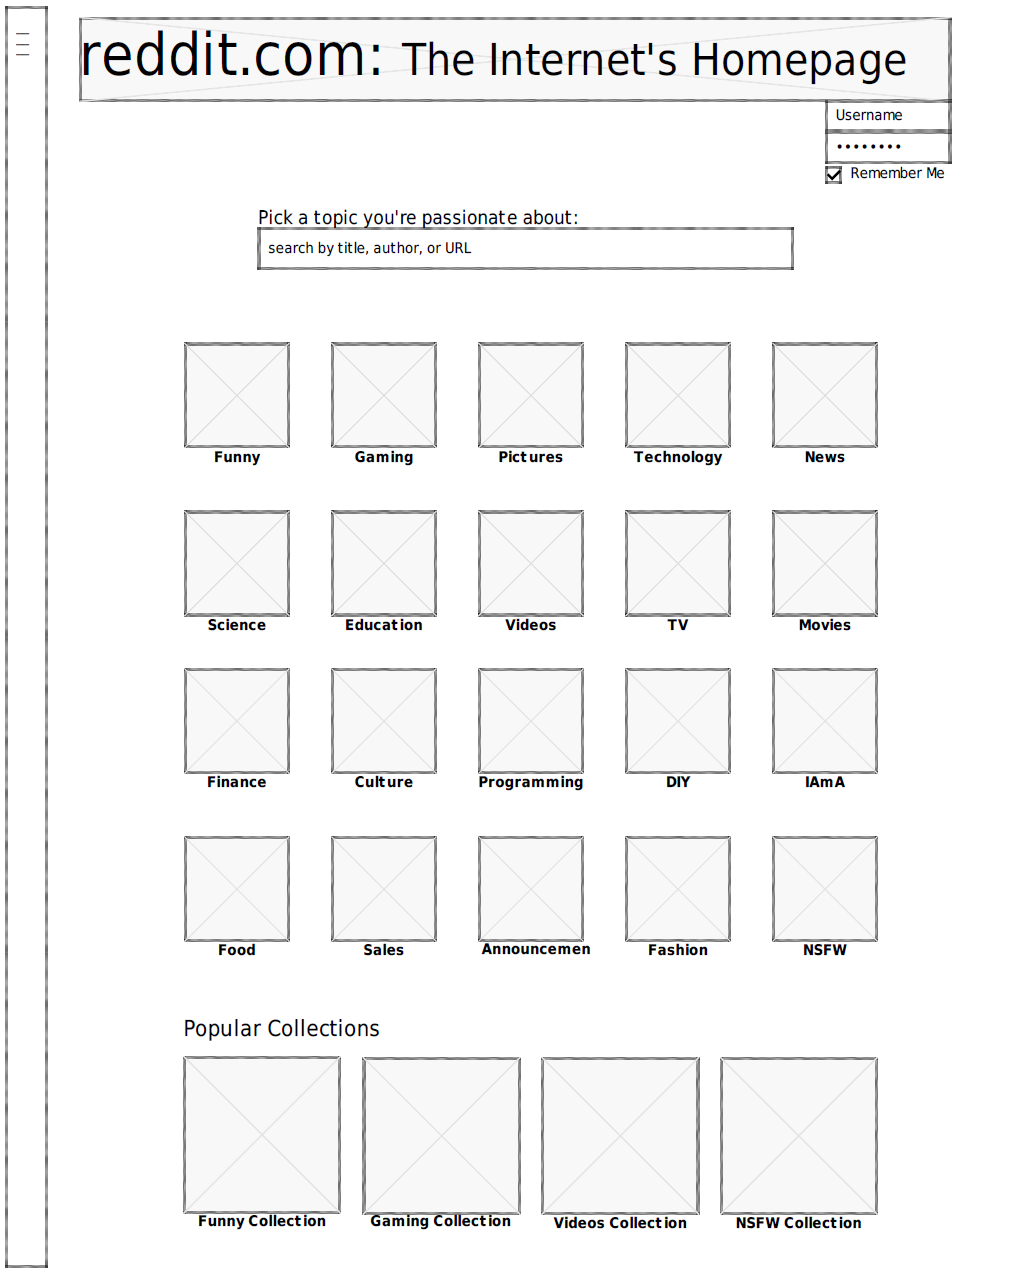 reddit.com: The Internet's Homepage
Username
••••••••
Remember Me
Pick a topic you're passionate about:
search by title, author, or URL
Funny Gaming Pictures Technology News
Science Education Videos TV Movies
Finance Culture Programming DIY IAmA
Food Sales Announcemen Fashion NSFW
Popular Collections
Funny Collection Gaming Collection Videos Collection NSFW Collection